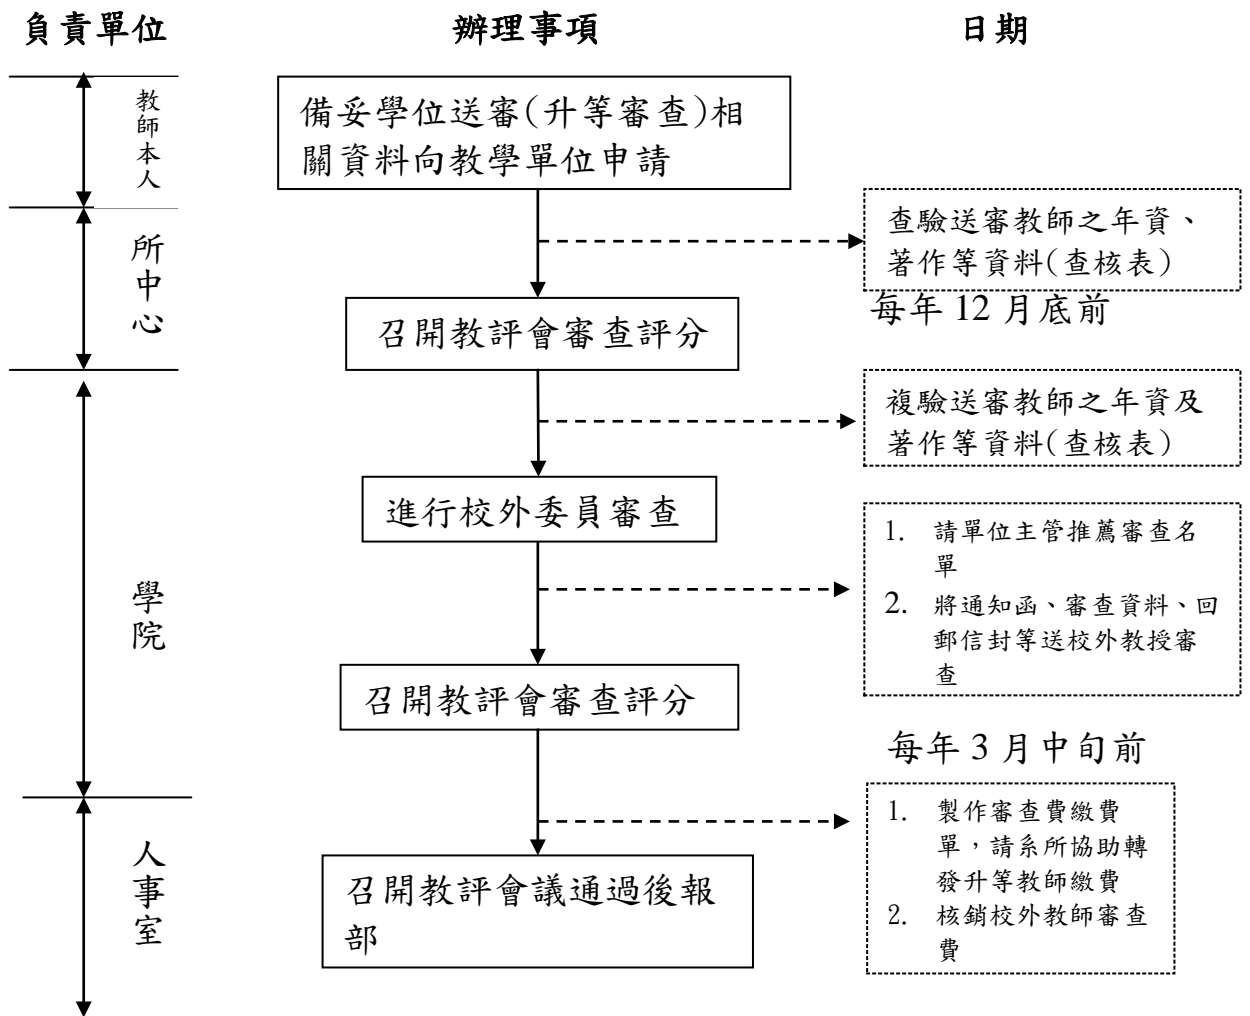 負責單位
辦理事項
日期
教師本人
備妥學位送審(升等審查)相
關資料向教學單位申請
查驗送審教師之年資、
著作等資料(查核表)
所中心
每年 12 月底前
召開教評會審查評分
複驗送審教師之年資及
著作等資料(查核表)
學院
進行校外委員審查
1. 請單位主管推薦審查名
單
2. 將通知函、審查資料、回
郵信封等送校外教授審
查
召開教評會審查評分
每年 3 月中旬前
人事室
1. 製作審查費繳費
單，請系所協助轉
發升等教師繳費
2. 核銷校外教師審查
費
召開教評會議通過後報
部